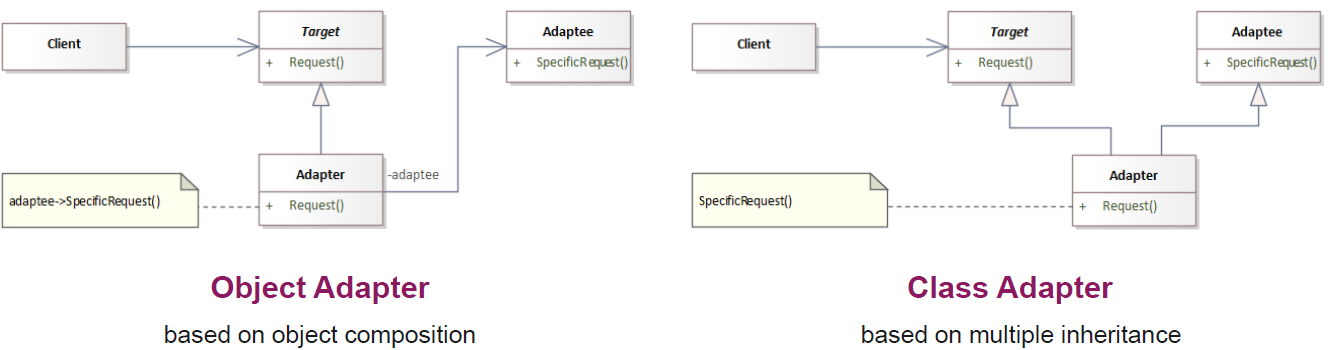 Client
Target
+ Request()
Adaptee
+ SpecificRequest()
Adapter
+ Request()
-adaptee
adaptee->SpecificRequest()
Object Adapter
based on object composition
Client
Target
+ Request()
Adaptee
+ SpecificRequest()
Adapter
+ Request()
SpecificRequest()
Class Adapter
based on multiple inheritance